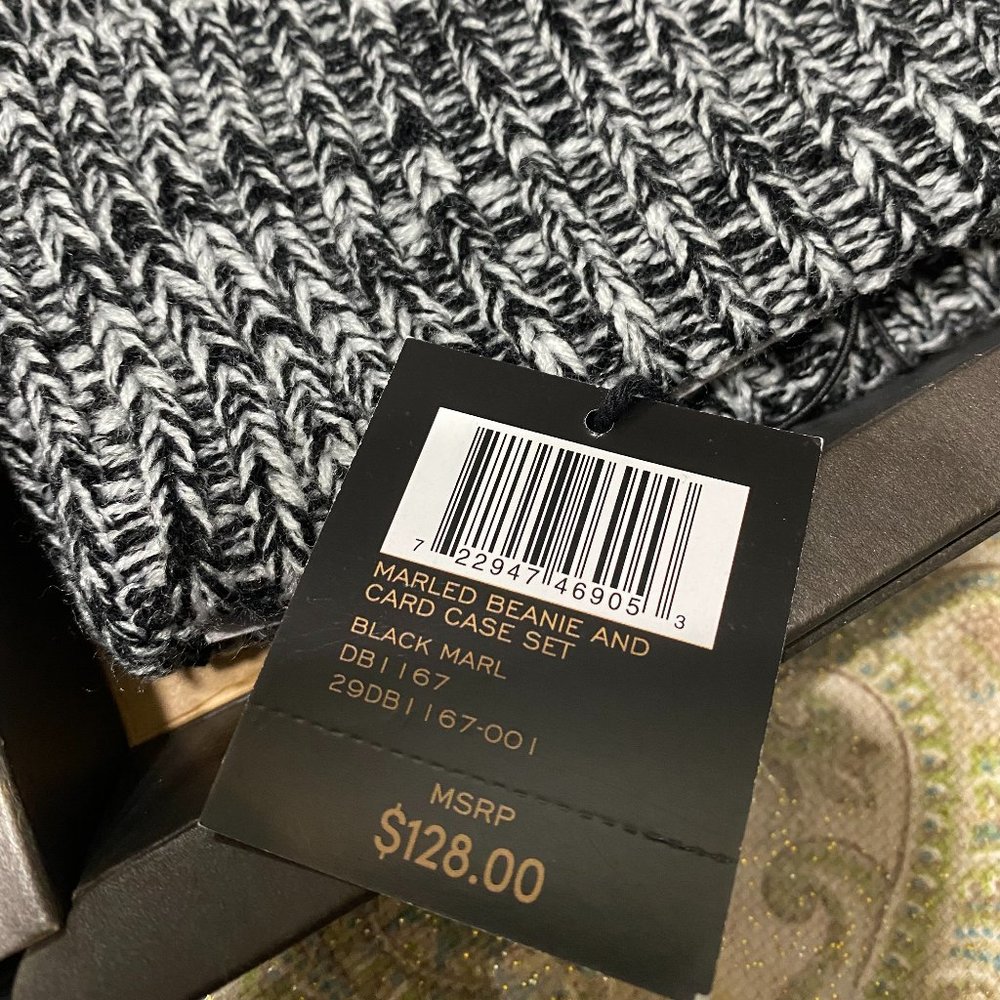 7 22947 46905 3
MARLED BEANIE AND
CARD CASE SET
BLACK MARL
DB1167
29DB1167-001
MSRP
$128.00